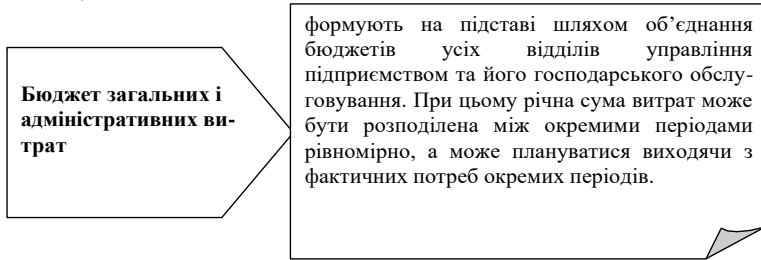 Бюджет загальних і
адміністративних ви-
трат
формують на підставі шляхом об’єднання
бюджетів усіх відділів управління
підприємством та його господарського обслу-
говування. При цьому річна сума витрат може
бути розподілена між окремими періодами
рівномірно, а може плануватися виходячи з
фактичних потреб окремих періодів.